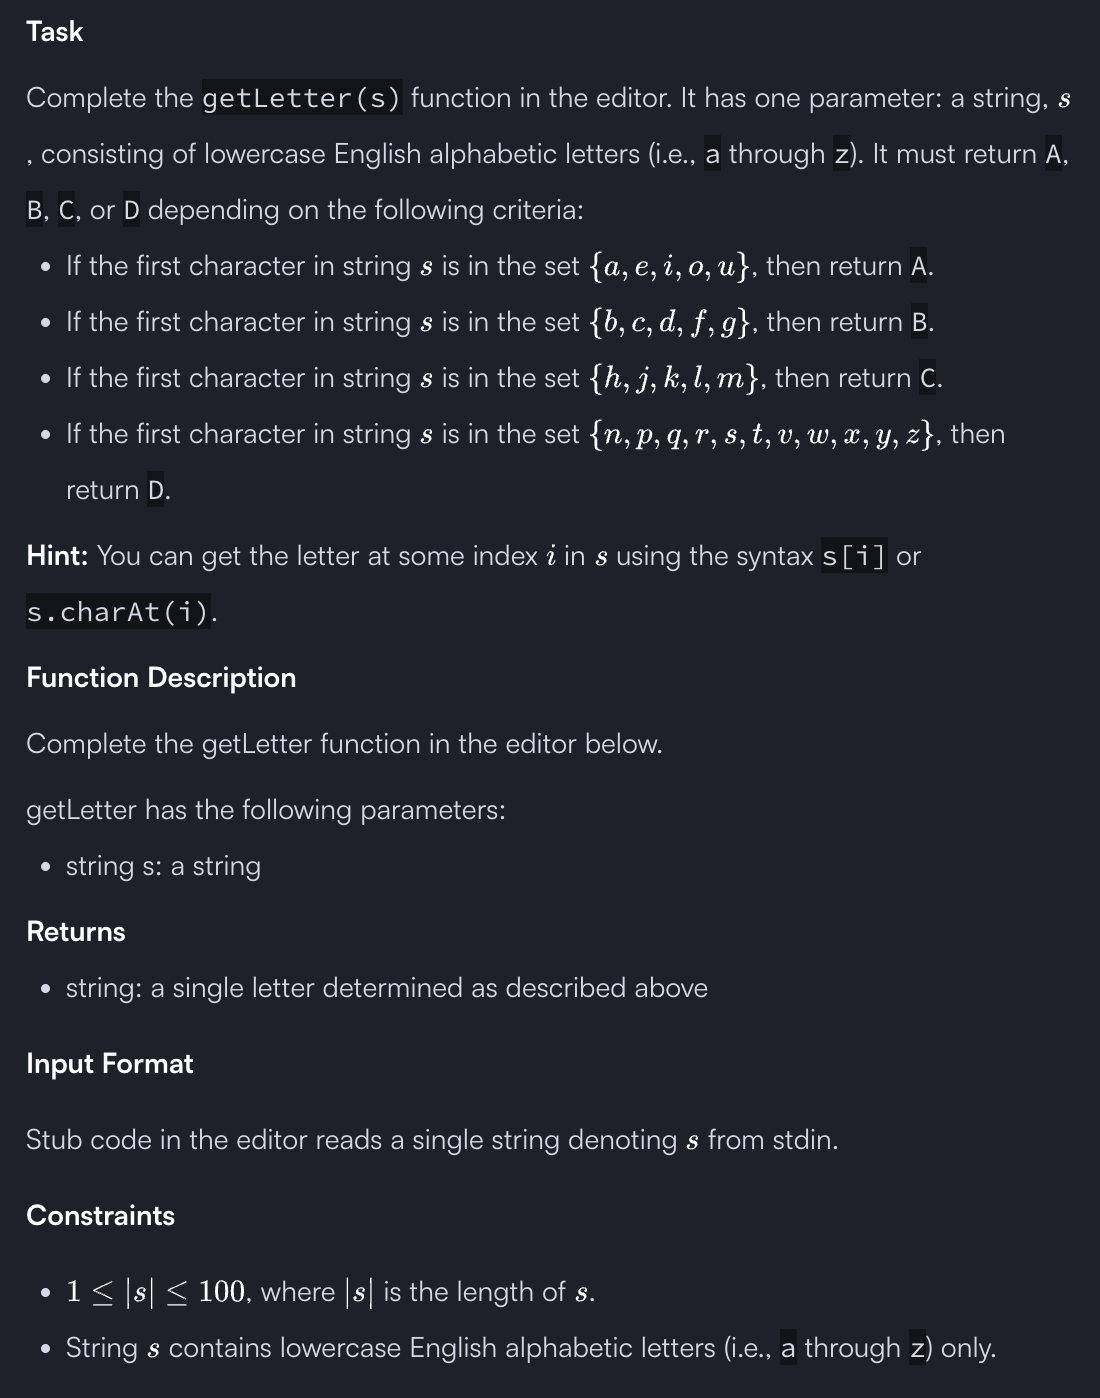 Task
Complete the getLetter(s) function in the editor. It has one parameter: a string, s
, consisting of lowercase English alphabetic letters (i.e., a through z). It must return A,
B, C, or D depending on the following criteria:
• If the first character in string s is in the set {a, e, i, o, u}, then return A.
• If the first character in string s is in the set {b, c, d, f, g}, then return B.
• If the first character in string s is in the set {h, j, k, l, m}, then return C.
• If the first character in string s is in the set {n, p, q, r, s, t, v, w, x, y, z}, then
return D.
Hint: You can get the letter at some index i in s using the syntax s[i] or
s.charAt(i).
Function Description
Complete the getLetter function in the editor below.
getLetter has the following parameters:
• string s: a string
Returns
• string: a single letter determined as described above
Input Format
Stub code in the editor reads a single string denoting s from stdin.
Constraints
• 1 ≤ |s| ≤ 100, where |s| is the length of s.
• String s contains lowercase English alphabetic letters (i.e., a through z) only.